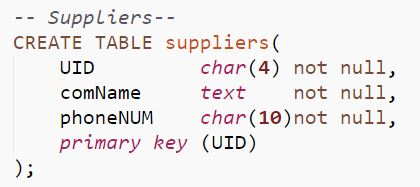 -- Suppliers--
CREATE TABLE suppliers(
    UID       char(4) not null,
    comName   text    not null,
    phoneNUM  char(10)not null,
    primary key (UID)
);